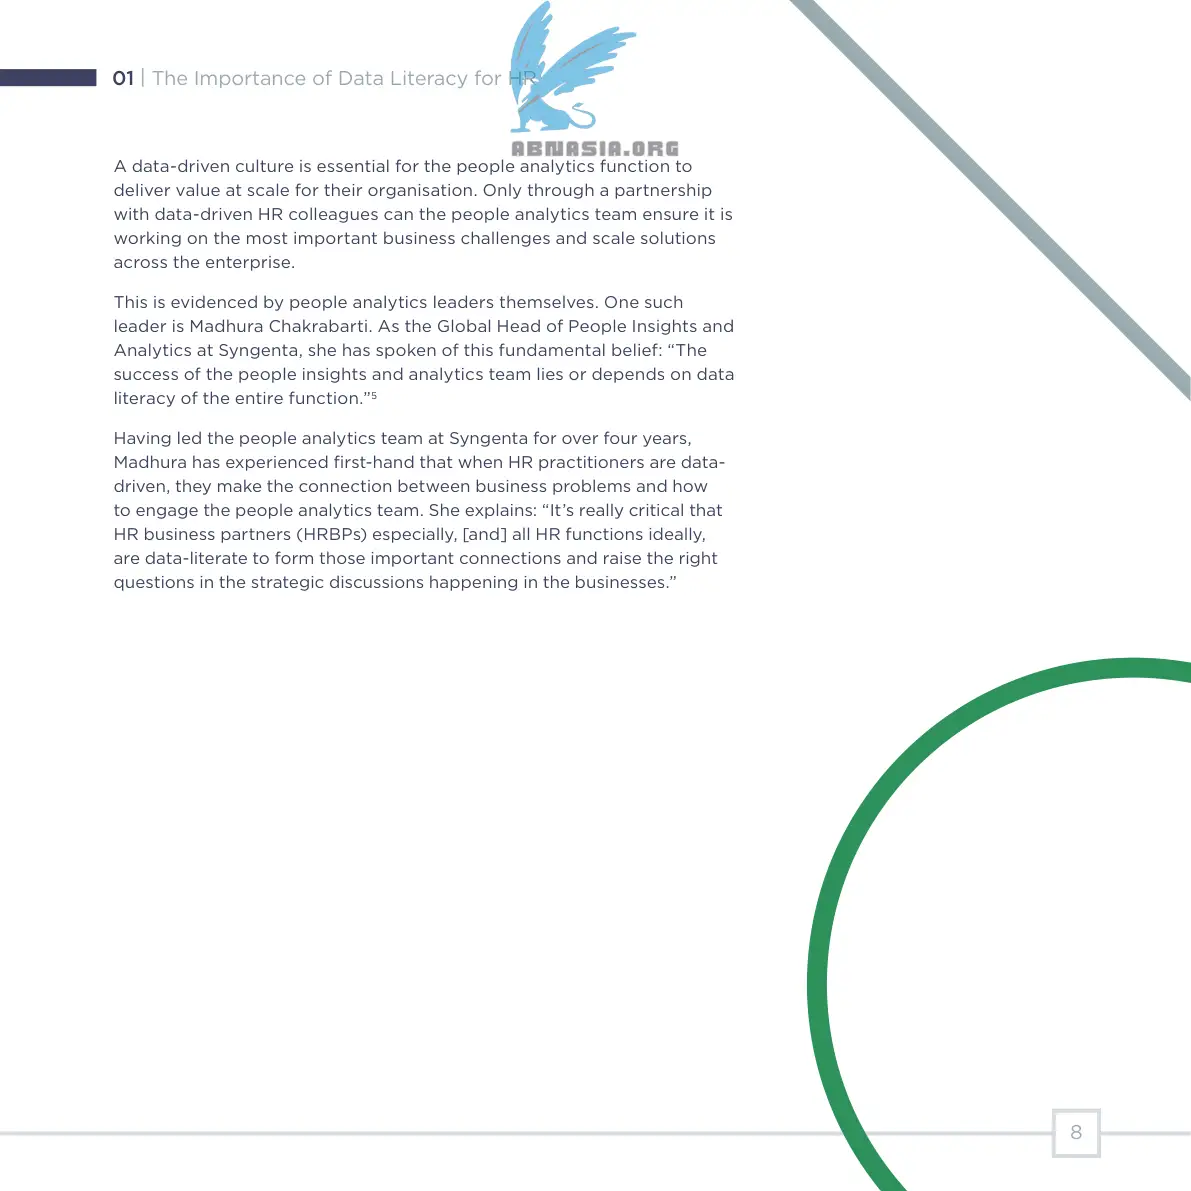 01 | The Importance of Data Literacy for HR
ABNASIA.ORG
A data-driven culture is essential for the people analytics function to
deliver value at scale for their organisation. Only through a partnership
with data-driven HR colleagues can the people analytics team ensure it is
working on the most important business challenges and scale solutions
across the enterprise.
This is evidenced by people analytics leaders themselves. One such
leader is Madhura Chakrabarti. As the Global Head of People Insights and
Analytics at Syngenta, she has spoken of this fundamental belief: “The
success of the people insights and analytics team lies or depends on data
literacy of the entire function.”⁵
Having led the people analytics team at Syngenta for over four years,
Madhura has experienced first-hand that when HR practitioners are data-
driven, they make the connection between business problems and how
to engage the people analytics team. She explains: “It’s really critical that
HR business partners (HRBPs) especially, [and] all HR functions ideally,
are data-literate to form those important connections and raise the right
questions in the strategic discussions happening in the businesses.”
8